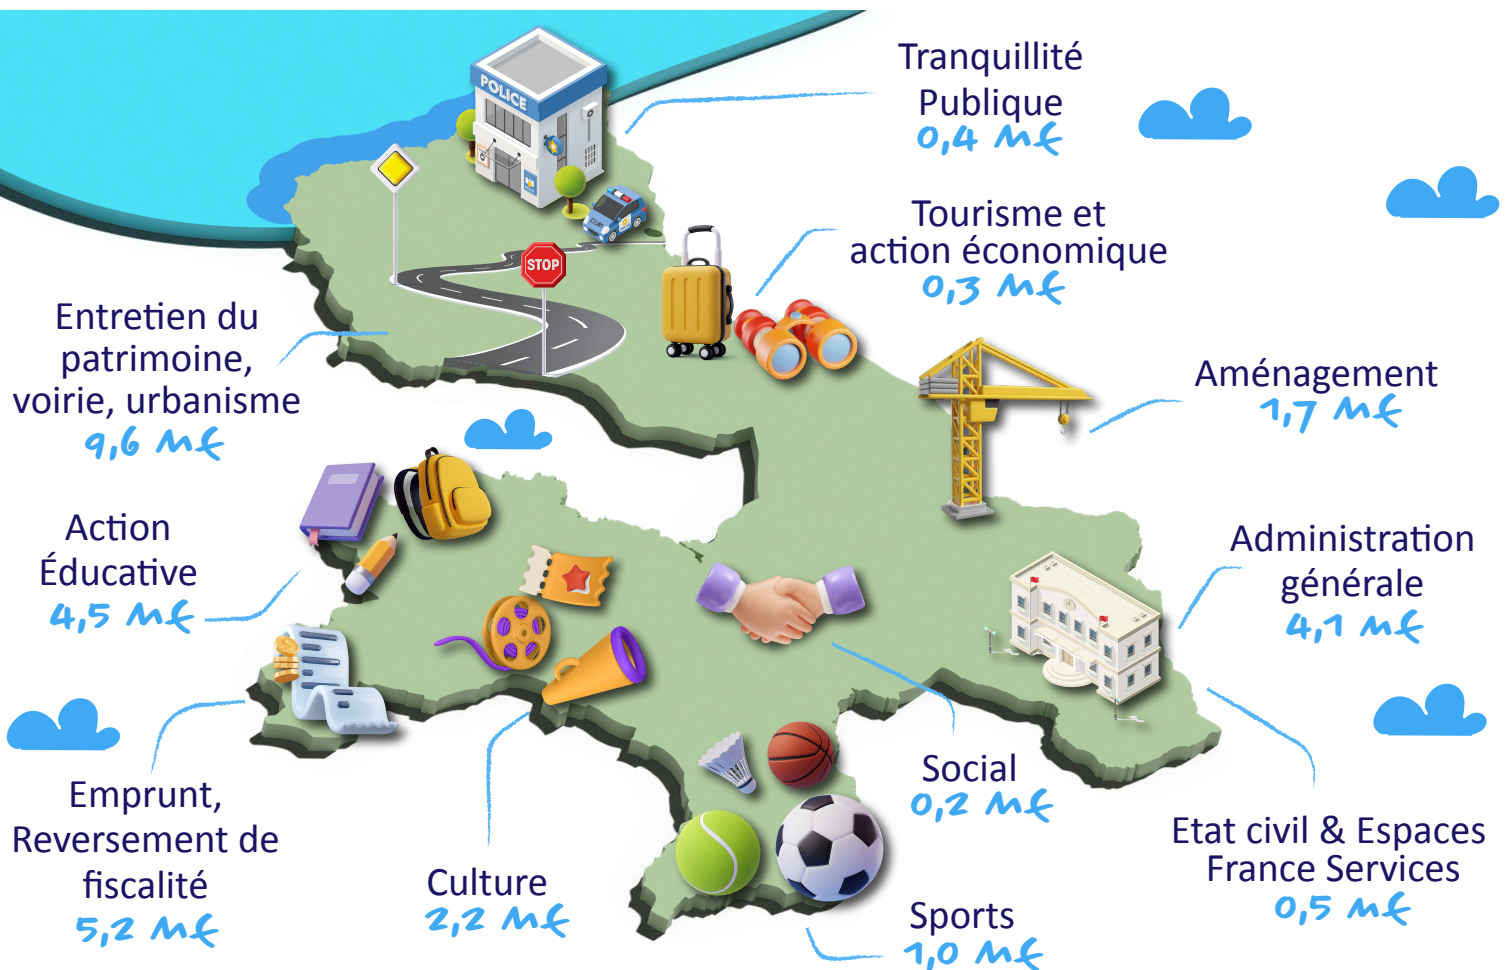 POLICE
STOP
Tranquillité
Publique
0,4 M€
Tourisme et
action économique
0,3 M€
Entretien du
patrimoine,
voirie, urbanisme
9,6 M€
Aménagement
1,7 M€
Action
Éducative
4,5 M€
Administration
générale
4,1 M€
Emprunt,
Reversement de
fiscalité
5,2 M€
Culture
2,2 M€
Social
0,2 M€
Sports
1,0 M€
Etat civil & Espaces
France Services
0,5 M€